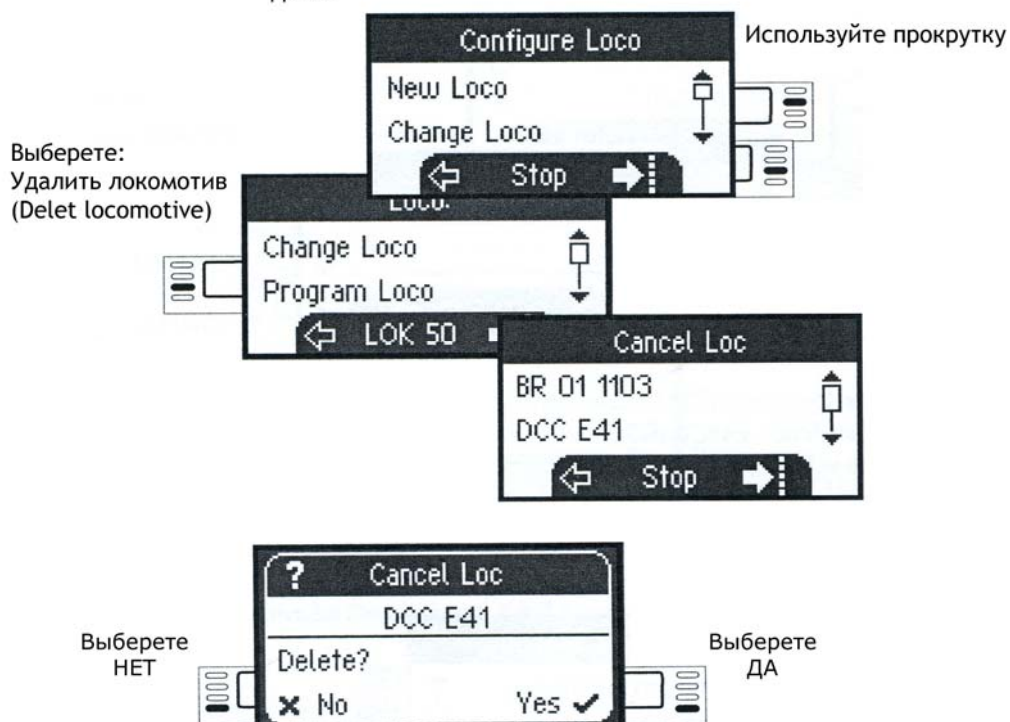 Configure Loco
Используйте прокрутку
New Loco
Change Loco
Stop
Выберете:
Удалить локомотив
(Delet locomotive)
Change Loco
Program Loco
LOK 50
Cancel Loc
BR 01 1103
DCC E41
Stop
? Cancel Loc
DCC E41
Выберете
НЕТ
Delete?
No
Yes
Выберете
ДА